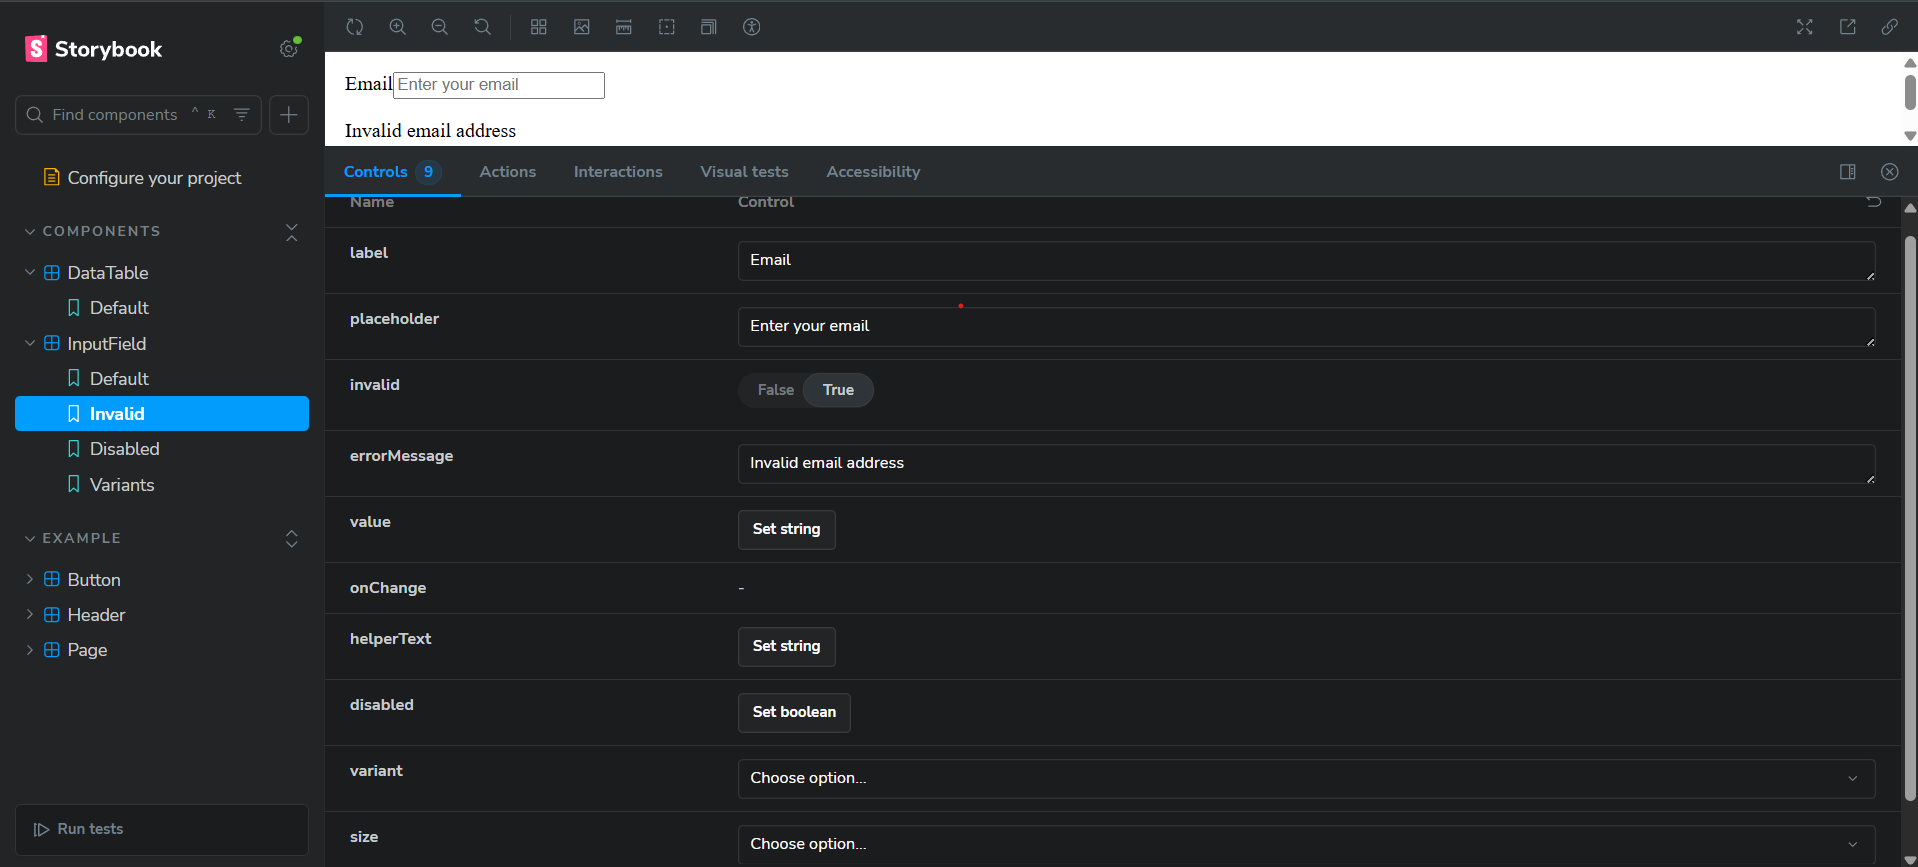 Storybook
Find components ^ K
Configure your project
COMPONENTS
DataTable
Default
InputField
Default
Invalid
Disabled
Variants
EXAMPLE
Button
Header
Page
Run tests
Email Enter your email
Invalid email address
Controls 9 Actions Interactions Visual tests Accessibility
Name Control
label Email
placeholder Enter your email
invalid False True
errorMessage Invalid email address
value Set string
onChange -
helperText Set string
disabled Set boolean
variant Choose option...
size Choose option...